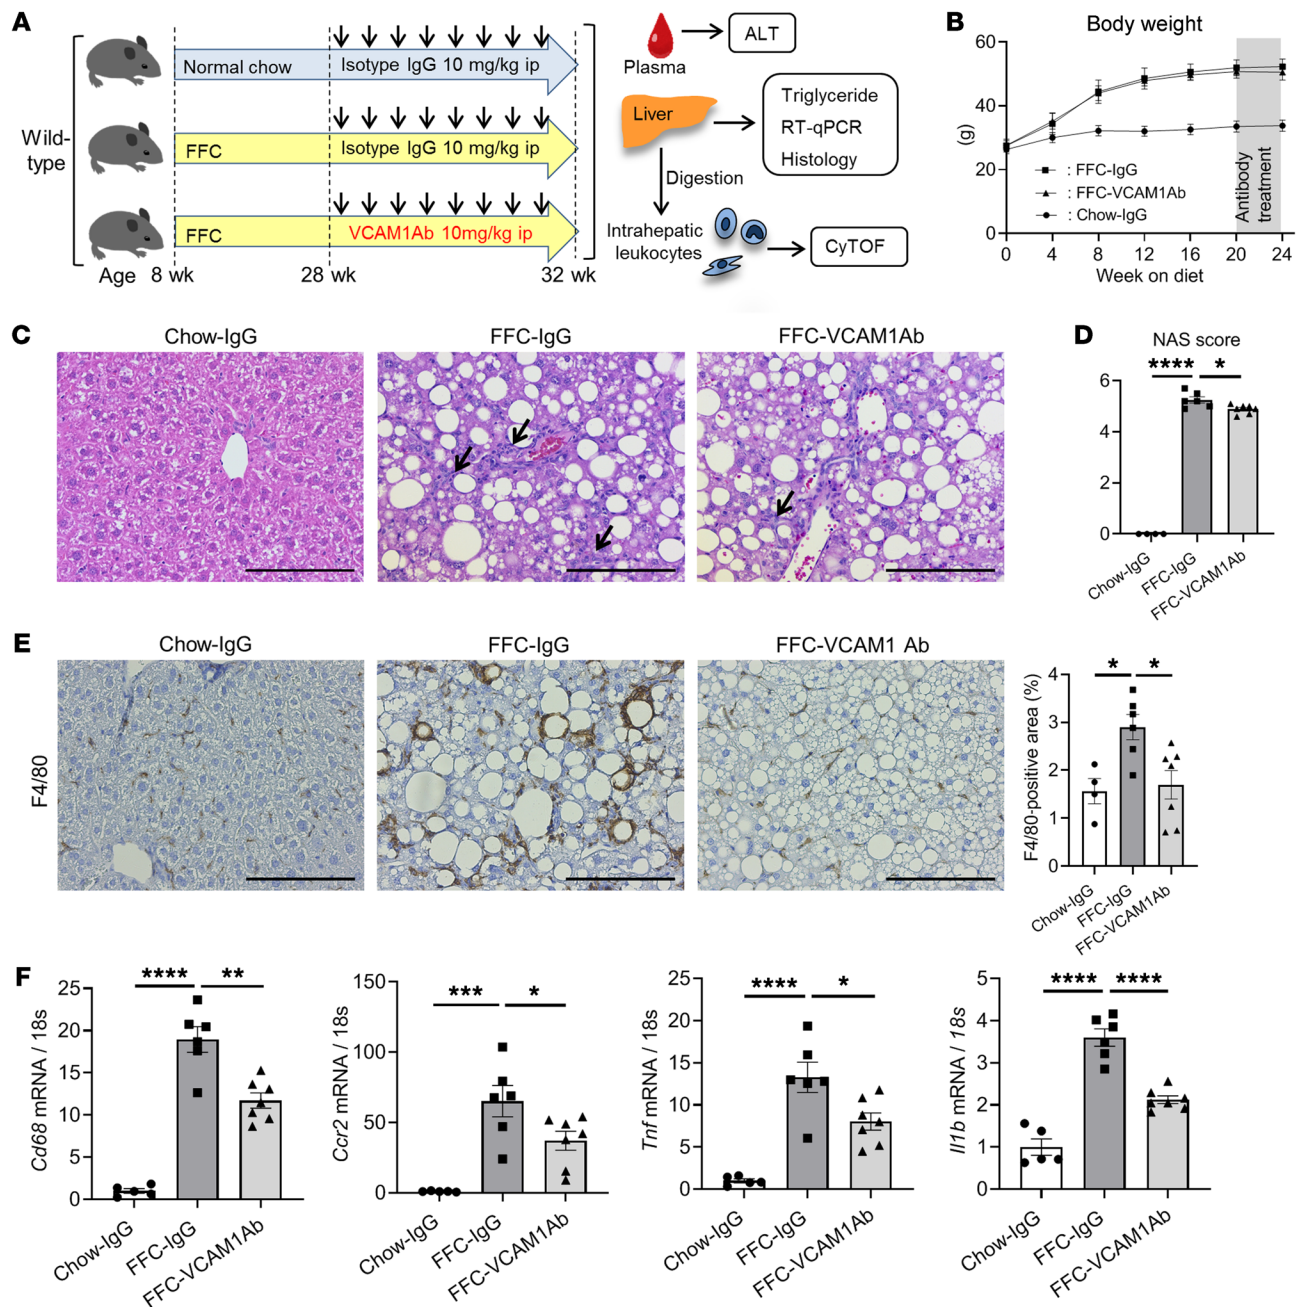 A
Wild-
type
Normal chow
Isotype IgG 10 mg/kg ip
FFC
Isotype IgG 10 mg/kg ip
FFC
VCAM1Ab 10mg/kg ip
Age 8 wk 28 wk 32 wk
Plasma
ALT
Liver
Triglyceride
RT-qPCR
Histology
Digestion
Intrahepatic
leukocytes
CyTOF
B
Body weight
(g)
60
40
20
0
: FFC-IgG
: FFC-VCAM1Ab
: Chow-IgG
Antibody
treatment
0 4 8 12 16 20 24
Week on diet
C
Chow-IgG
FFC-IgG
FFC-VCAM1Ab
D
NAS score
**** *
6
4
2
0
Chow-IgG
FFC-IgG
FFC-VCAM1Ab
E
Chow-IgG
FFC-IgG
FFC-VCAM1 Ab
F4/80
F4/80-positive area (%)
* *
4
3
2
1
0
Chow-IgG
FFC-IgG
FFC-VCAM1Ab
F
Cd68 mRNA / 18s
**** **
25
20
15
10
5
0
Chow-IgG
FFC-IgG
FFC-VCAM1Ab
Ccr2 mRNA / 18s
*** *
150
100
50
0
Chow-IgG
FFC-IgG
FFC-VCAM1Ab
Tnf mRNA / 18s
**** *
25
20
15
10
5
0
Chow-IgG
FFC-IgG
FFC-VCAM1Ab
Il1b mRNA / 18s
**** ****
5
4
3
2
1
0
Chow-IgG
FFC-IgG
FFC-VCAM1Ab